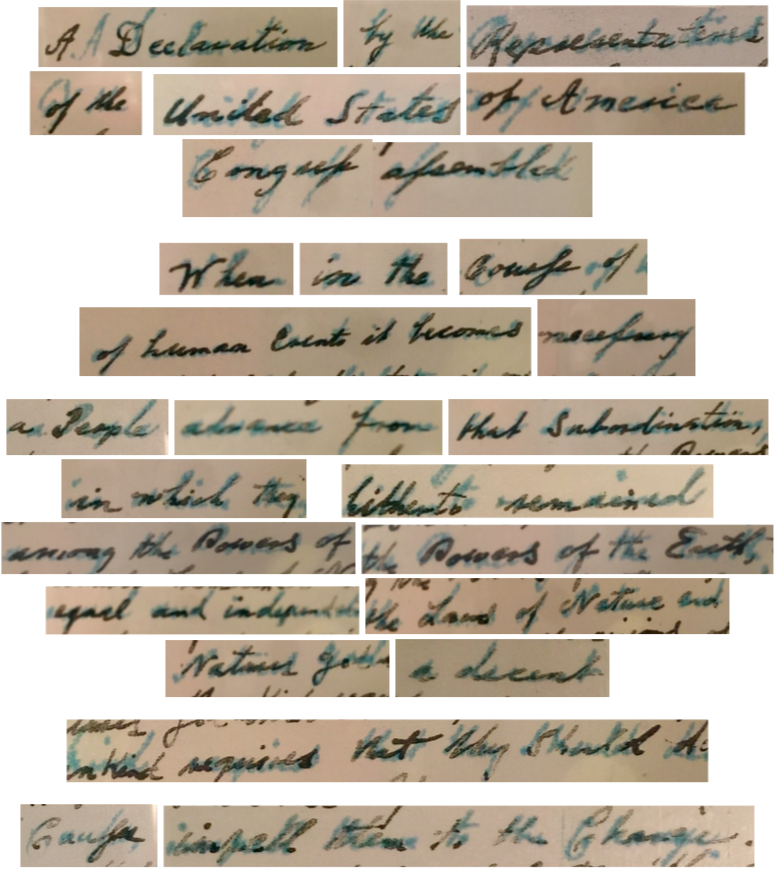 A A Declaration by the Representatives
of the United States of America
Congress assembled
When in the Course of
of human Events it becomes necessary
a People advance from that Subordination,
in which they hitherto remained
among the Powers of the Powers of the Earth,
equal and independent the Laws of Nature and
Natures God a decent
mankind requires that they Should
Causes impell them to the Change.